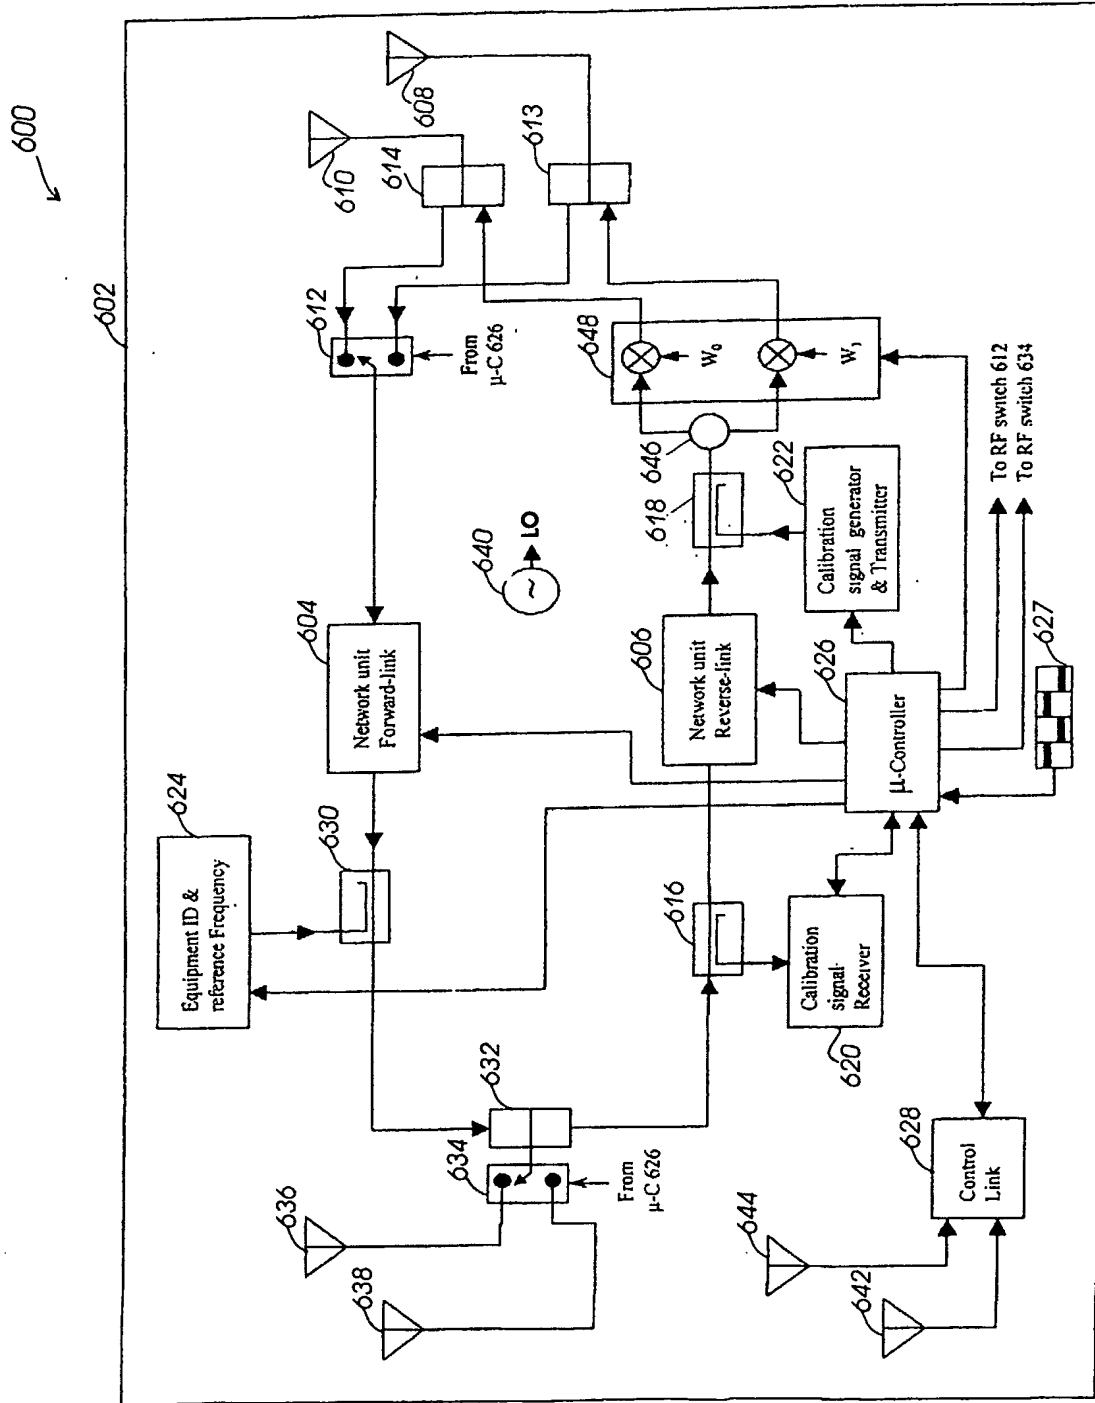 600
602
608
610
614
613
612
From
μ-C 626
648
W₀
W₁
646
618
622
Calibration
signal generator
& Transmitter
To RF switch 612
To RF switch 634
640
~
LO
604
Network unit
Forward-link
606
Network unit
Reverse-link
626
μ-Controller
627
624
Equipment ID &
reference Frequency
630
616
Calibration
signal-
Receiver
620
632
634
From
μ-C 626
636
638
628
Control
Link
644
642